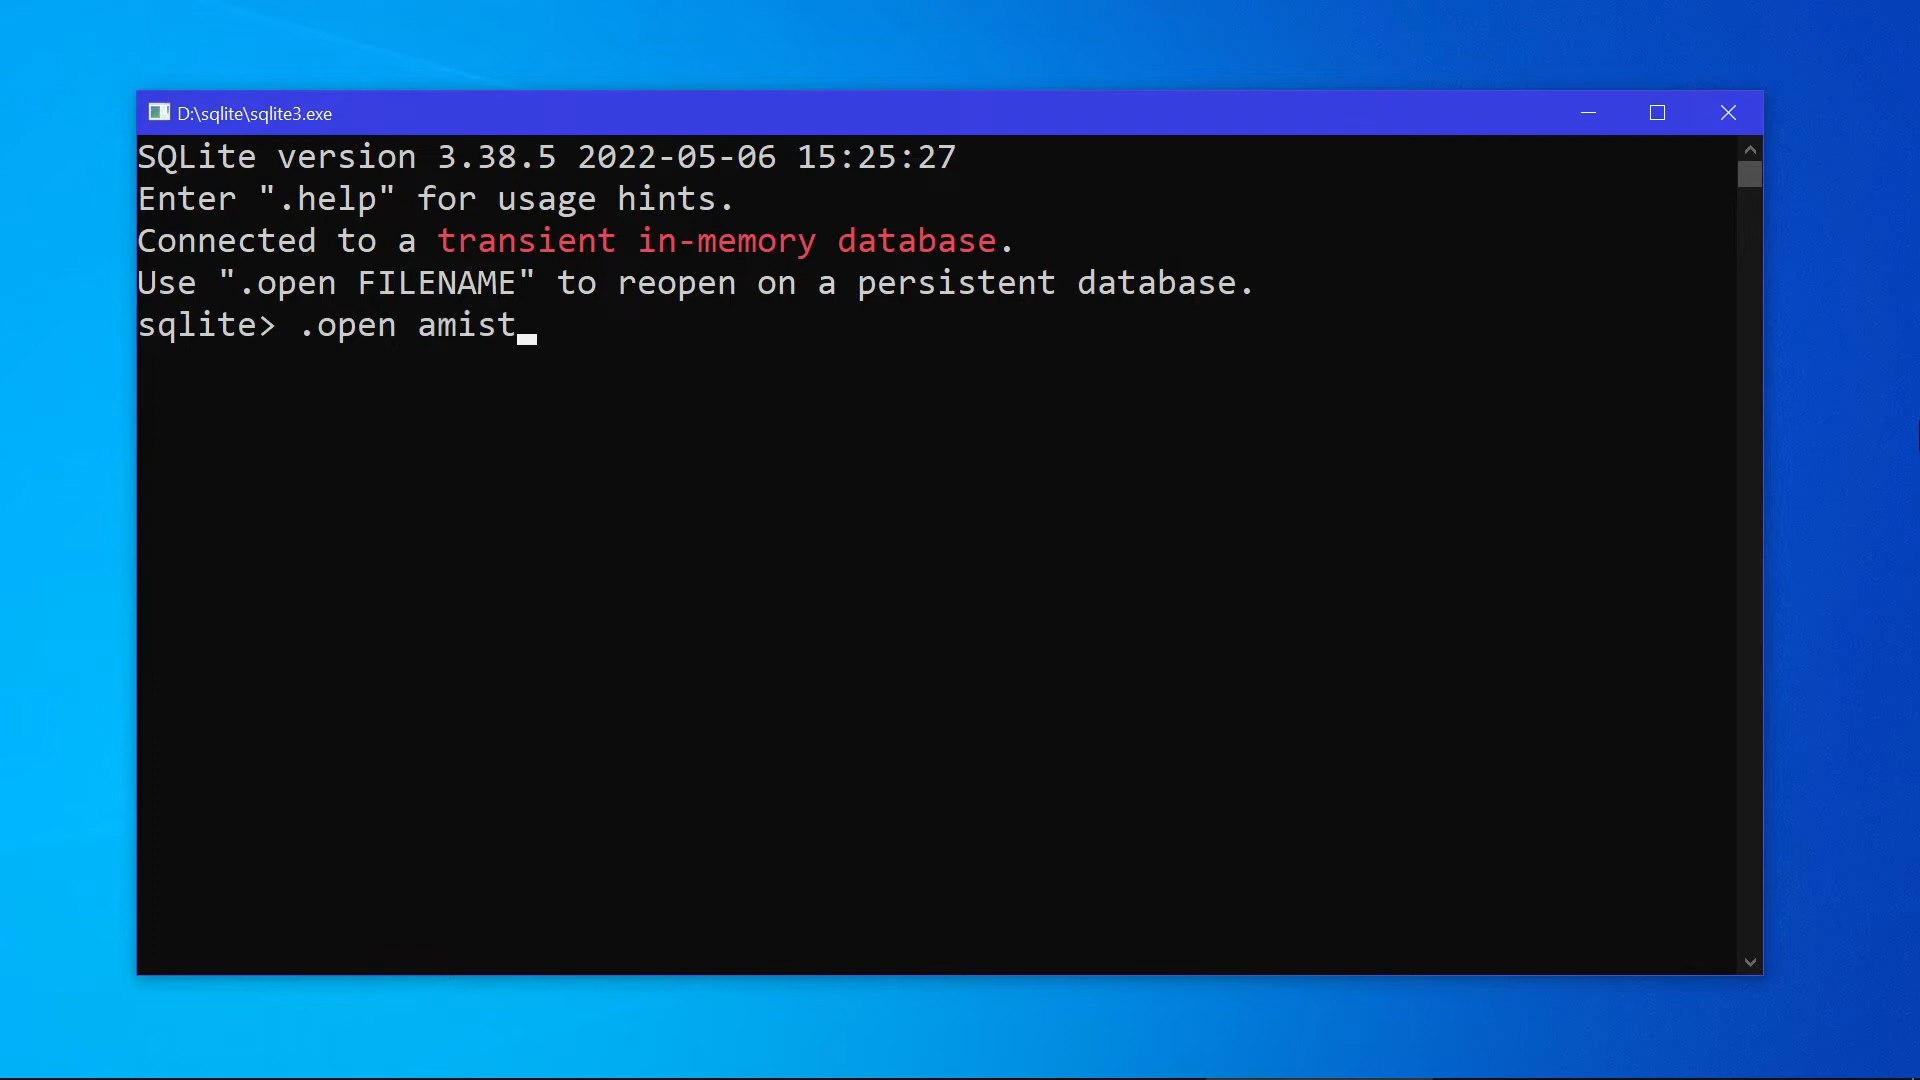 D:\sqlite\sqlite3.exe
SQLite version 3.38.5 2022-05-06 15:25:27
Enter ".help" for usage hints.
Connected to a transient in-memory database.
Use ".open FILENAME" to reopen on a persistent database.
sqlite> .open amist